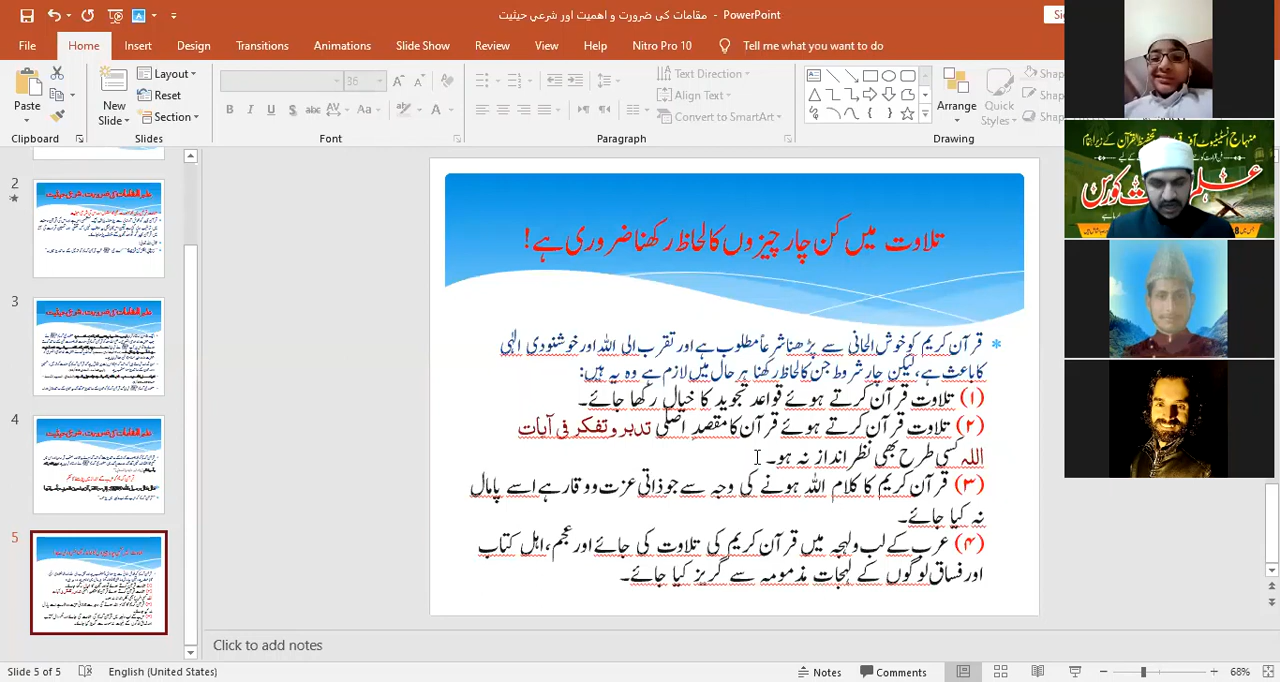 مقامات کی ضرورت و اہمیت اور شرعی حیثیت - PowerPoint
File Home Insert Design Transitions Animations Slide Show Review View Help Nitro Pro 10 Tell me what you want to do
Paste
Clipboard
New Slide
Layout
Reset
Section
Slides
36
B I U S abc AV Aa A
Font
Text Direction
Align Text
Convert to SmartArt
Paragraph
Arrange
Quick Styles
Drawing
2
3
4
5
تلاوت میں کن چار چیزوں کا لحاظ رکھنا ضروری ہے!
* قرآن کریم کو خوش الحانی سے پڑھنا شرعاً مطلوب ہے اور تقرب الی اللہ اور خوشنودی الٰہی
کا باعث ہے، لیکن چار شروط جن کا لحاظ رکھنا ہر حال میں لازم ہے وہ یہ ہیں:
(۱) تلاوت قرآن کرتے ہوئے قواعد تجوید کا خیال رکھا جائے۔
(۲) تلاوت قرآن کرتے ہوئے قرآن کا مقصدِ اصلی تدبر و تفکر فی آیات
اللہ کسی طرح بھی نظر انداز نہ ہو۔
(۳) قرآن کریم کا کلام اللہ ہونے کی وجہ سے جو ذاتی عزت و وقار ہے اسے پامال
نہ کیا جائے۔
(۴) عرب کے لب و لہجہ میں قرآن کریم کی تلاوت کی جائے اور عجم، اہل کتاب
اور فساق لوگوں کے لہجات مذمومہ سے گریز کیا جائے۔
Click to add notes
Slide 5 of 5 English (United States) Notes Comments 68%